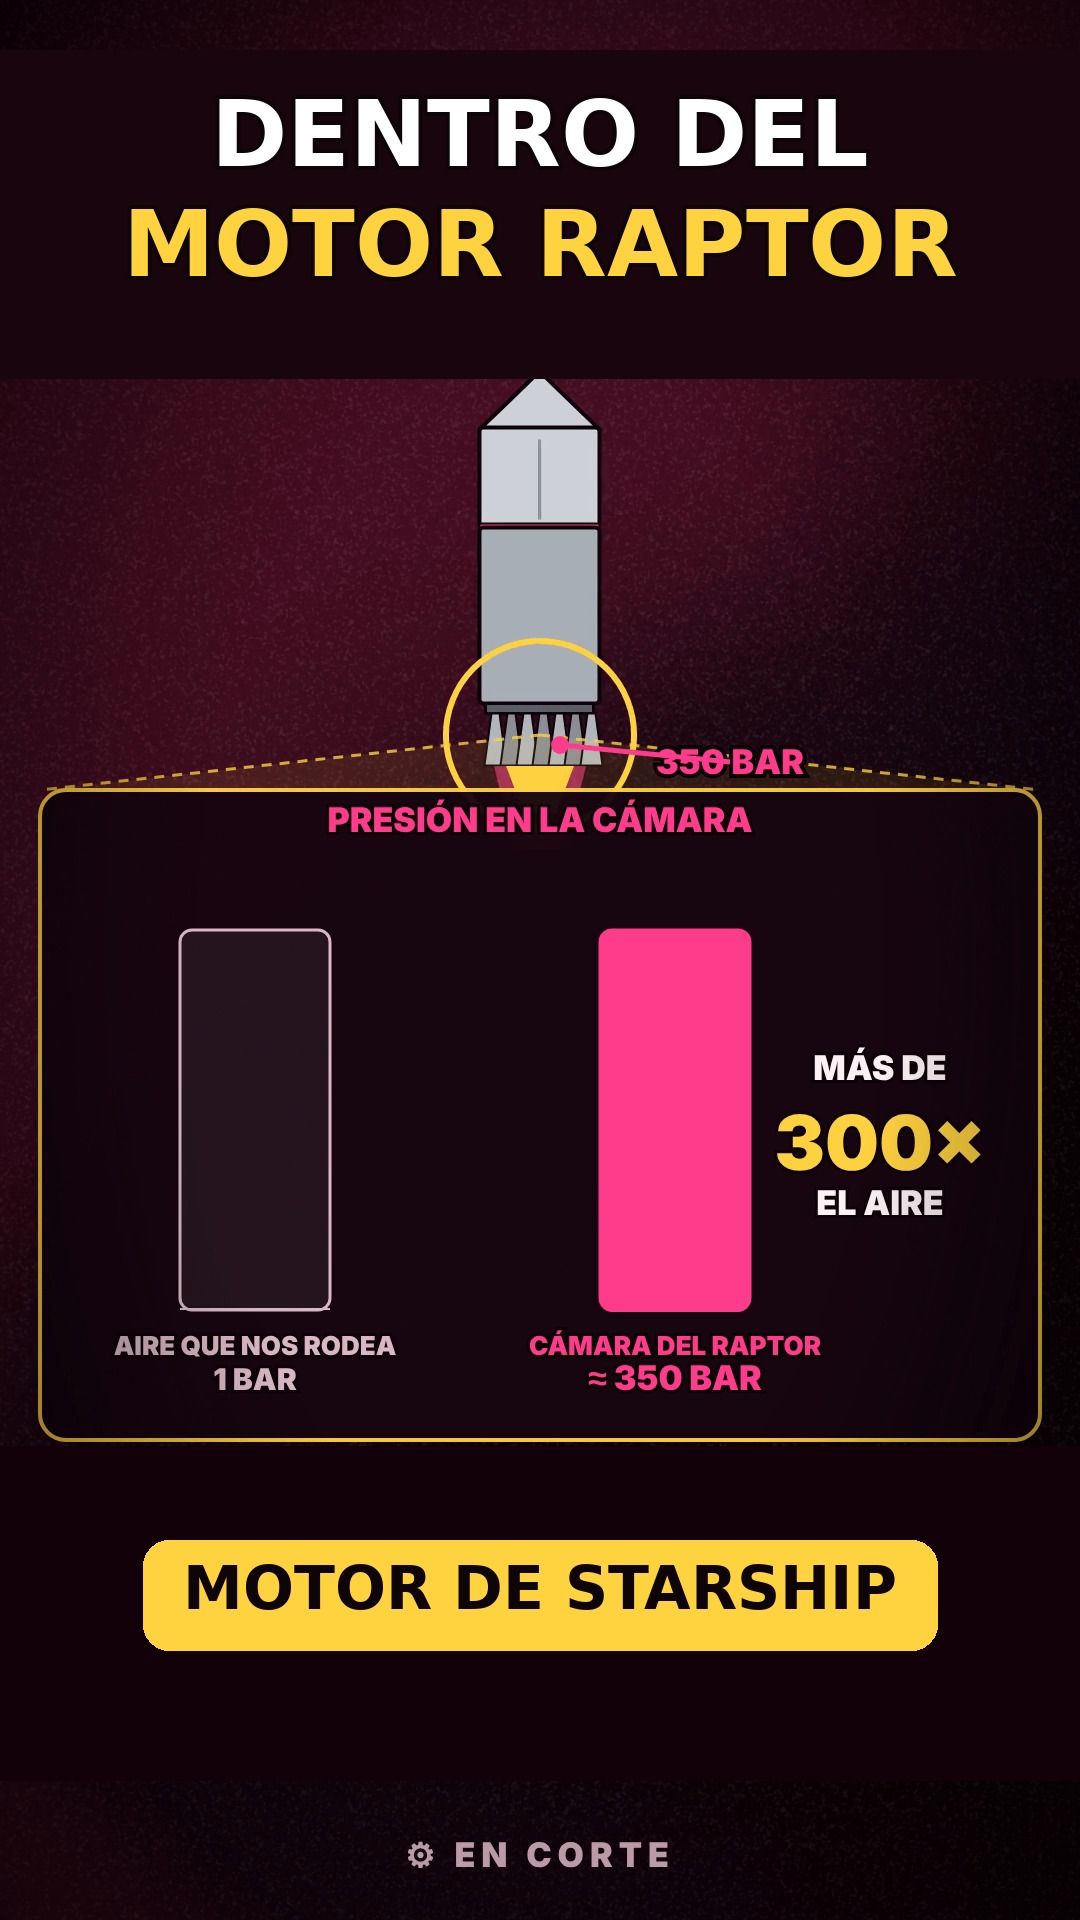 DENTRO DEL
MOTOR RAPTOR
350 BAR
PRESIÓN EN LA CÁMARA
MÁS DE
300×
EL AIRE
AIRE QUE NOS RODEA
1 BAR
CÁMARA DEL RAPTOR
≈ 350 BAR
MOTOR DE STARSHIP
⚙ EN CORTE